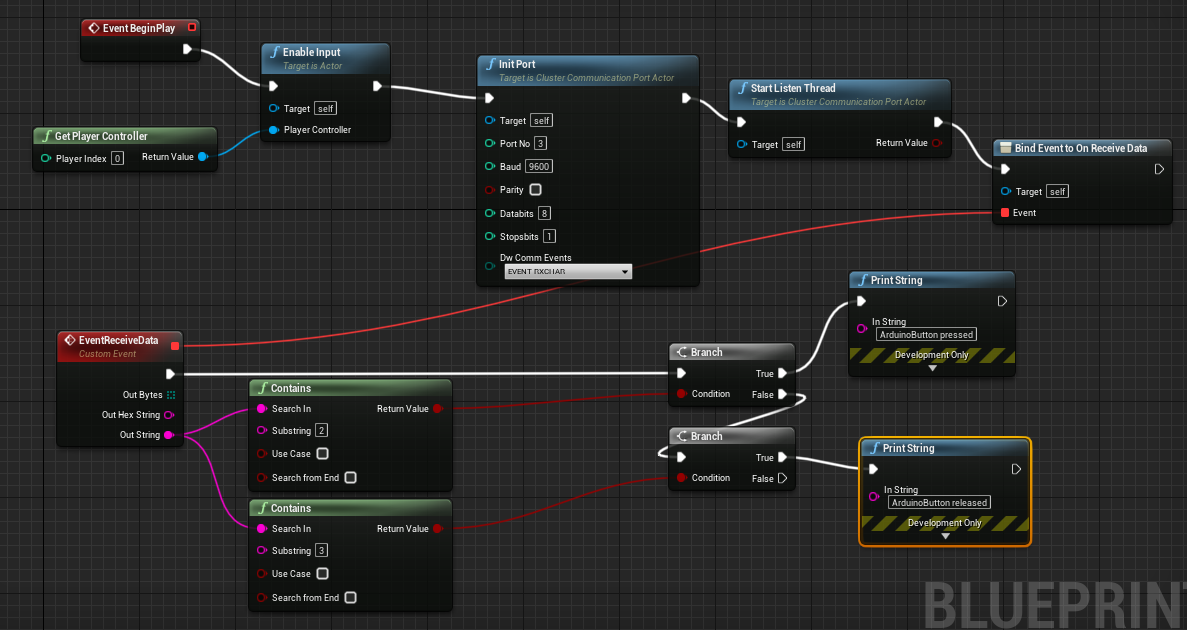 Event BeginPlay
Enable Input
Target is Actor
Target self
Player Controller
Get Player Controller
Player Index 0 Return Value
Init Port
Target is Cluster Communication Port Actor
Target self
Port No 3
Baud 9600
Parity
Databits 8
Stopsbits 1
Dw Comm Events
Start Listen Thread
Target is Cluster Communication Port Actor
Target self Return Value
Bind Event to On Receive Data
Target self
Event
EventReceiveData
Custom Event
Out Bytes
Out Hex String
Out String
Contains
Search In Return Value
Substring 2
Use Case
Search from End
Contains
Search In Return Value
Substring 3
Use Case
Search from End
Branch
True
Condition False
Branch
True
Condition False
Print String
In String
ArduinoButton pressed
Development Only
Print String
In String
ArduinoButton released
Development Only